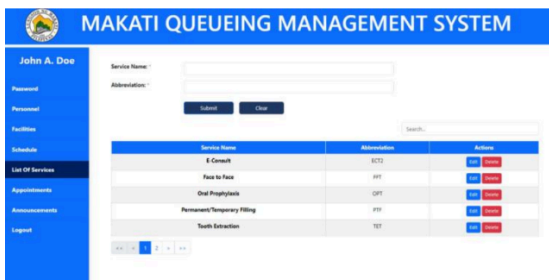 MAKATI QUEUEING MANAGEMENT SYSTEM
John A. Doe
Password
Personnel
Facilities
Schedule
List Of Services
Appointments
Announcements
Logout
Service Name: *
Abbreviation: *
Submit Clear
Search..
Service Name Abbreviation Actions
E-Consult ECT2 Edit Delete
Face to Face FFT Edit Delete
Oral Prophylaxis OPT Edit Delete
Permanent/Temporary Filling PTF Edit Delete
Tooth Extraction TET Edit Delete
<< < 1 2 > >>